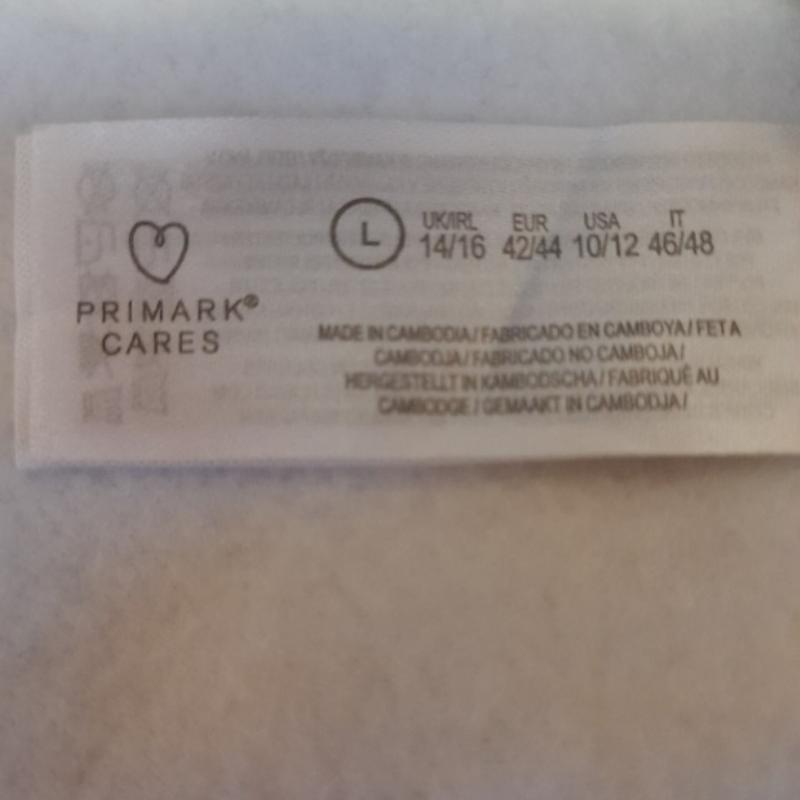 PRIMARK®
CARES
L
UK/IRL EUR USA IT
14/16 42/44 10/12 46/48
MADE IN CAMBODIA / FABRICADO EN CAMBOYA / FET A
CAMBODJA / FABRICADO NO CAMBOJA /
HERGESTELLT IN KAMBODSCHA / FABRIQUÉ AU
CAMBODGE / GEMAAKT IN CAMBODJA /